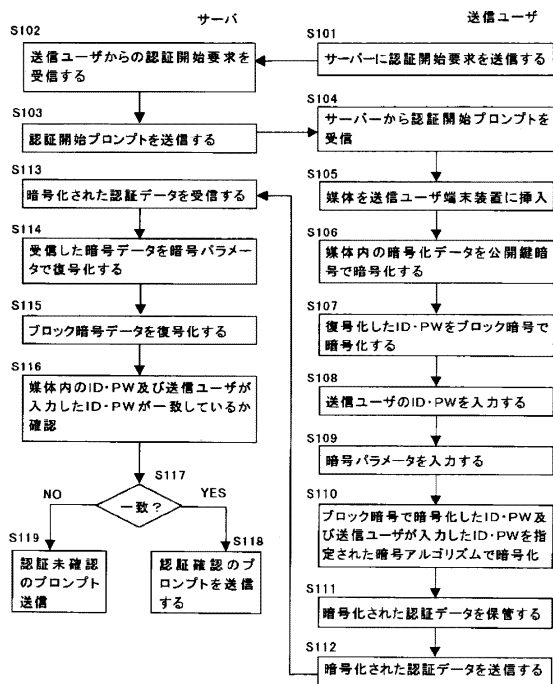 サーバ
送信ユーザ
S101
サーバーに認証開始要求を送信する
S102
送信ユーザからの認証開始要求を
受信する
S103
認証開始プロンプトを送信する
S104
サーバーから認証開始プロンプトを
受信
S105
媒体を送信ユーザ端末装置に挿入
S106
媒体内の暗号化データを公開鍵暗
号で暗号化する
S107
復号化したID・PWをブロック暗号で
暗号化する
S108
送信ユーザのID・PWを入力する
S109
暗号パラメータを入力する
S110
ブロック暗号で暗号化したID・PW及
び送信ユーザが入力したID・PWを指
定された暗号アルゴリズムで暗号化
S111
暗号化された認証データを保管する
S112
暗号化された認証データを送信する
S113
暗号化された認証データを受信する
S114
受信した暗号データを暗号パラメー
タで復号化する
S115
ブロック暗号データを復号化する
S116
媒体内のID・PW及び送信ユーザが
入力したID・PWが一致しているか
確認
S117
一致?
NO
YES
S119
認証未確認
のプロンプト
送信
S118
認証確認のプ
ロンプトを送信
する